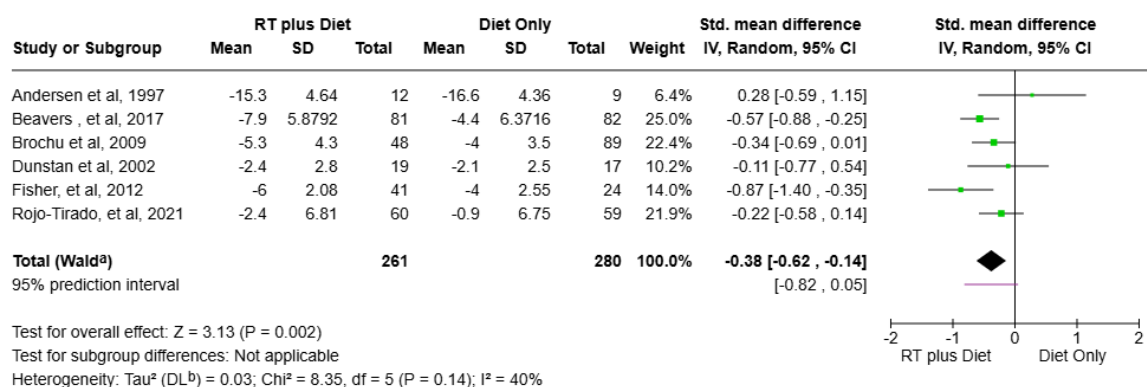 RT plus Diet Diet Only Std. mean difference Std. mean difference
Study or Subgroup Mean SD Total Mean SD Total Weight IV, Random, 95% CI IV, Random, 95% CI
Andersen et al, 1997 -15.3 4.64 12 -16.6 4.36 9 6.4% 0.28 [-0.59 , 1.15]
Beavers , et al, 2017 -7.9 5.8792 81 -4.4 6.3716 82 25.0% -0.57 [-0.88 , -0.25]
Brochu et al, 2009 -5.3 4.3 48 -4 3.5 89 22.4% -0.34 [-0.69 , 0.01]
Dunstan et al, 2002 -2.4 2.8 19 -2.1 2.5 17 10.2% -0.11 [-0.77 , 0.54]
Fisher, et al, 2012 -6 2.08 41 -4 2.55 24 14.0% -0.87 [-1.40 , -0.35]
Rojo-Tirado, et al, 2021 -2.4 6.81 60 -0.9 6.75 59 21.9% -0.22 [-0.58 , 0.14]
Total (Waldᵃ) 261 280 100.0% -0.38 [-0.62 , -0.14]
95% prediction interval [-0.82 , 0.05]
Test for overall effect: Z = 3.13 (P = 0.002)
Test for subgroup differences: Not applicable
Heterogeneity: Tau² (DLᵇ) = 0.03; Chi² = 8.35, df = 5 (P = 0.14); I² = 40%
-2 -1 0 1 2
RT plus Diet Diet Only